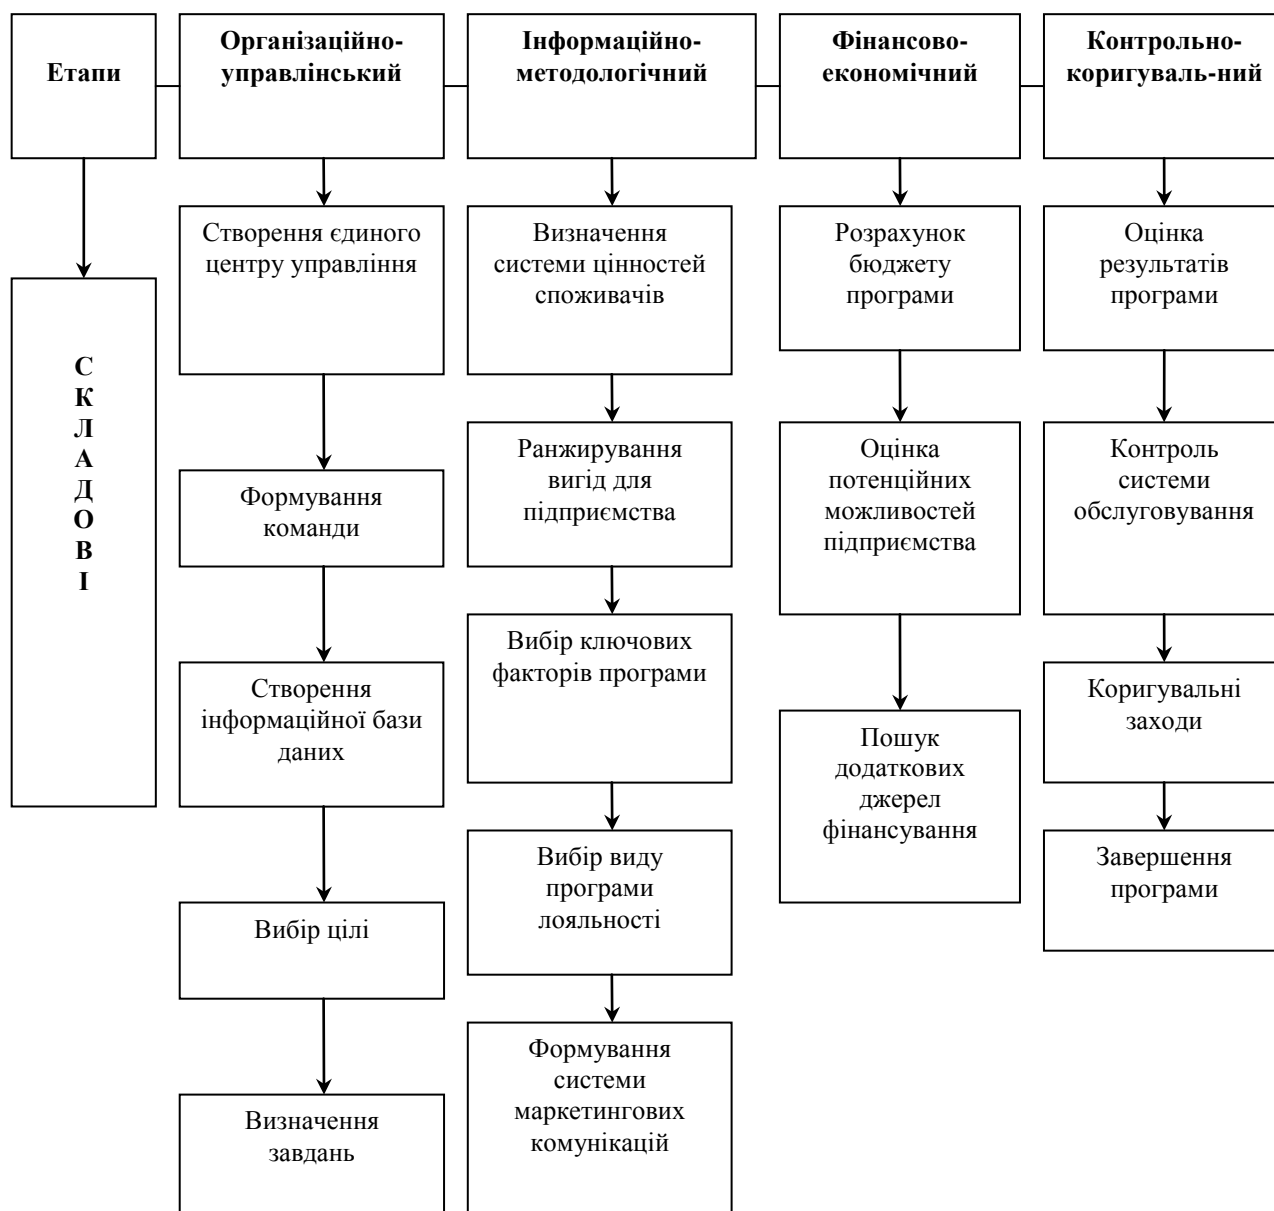 Етапи
Організаційно-
управлінський
Інформаційно-
методологічний
Фінансово-
економічний
Контрольно-
коригуваль-ний
С
К
Л
А
Д
О
В
І
Створення єдиного
центру управління
Формування
команди
Створення
інформаційної бази
даних
Вибір цілі
Визначення
завдань
Визначення
системи цінностей
споживачів
Ранжирування
вигід для
підприємства
Вибір ключових
факторів програми
Вибір виду
програми
лояльності
Формування
системи
маркетингових
комунікацій
Розрахунок
бюджету
програми
Оцінка
потенційних
можливостей
підприємства
Пошук
додаткових
джерел
фінансування
Оцінка
результатів
програми
Контроль
системи
обслуговування
Коригувальні
заходи
Завершення
програми